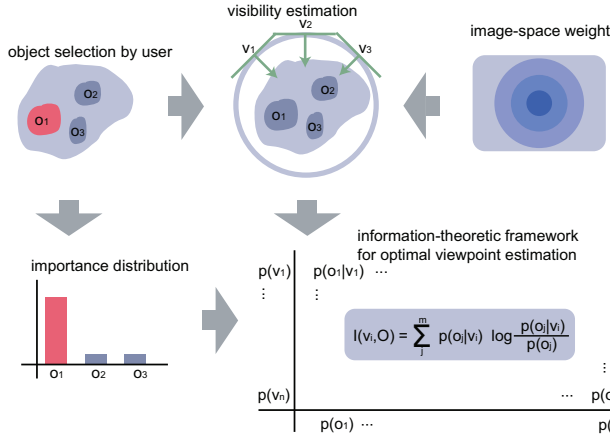 visibility estimation
object selection by user
image-space weight
v₂
v₁
v₃
o₂
o₁
o₃
o₂
o₁
o₃
importance distribution
o₁ o₂ o₃
information-theoretic framework
for optimal viewpoint estimation
p(v₁) p(o₁|v₁) ⋯
⋮ ⋮
I(vᵢ,O) = ∑ⱼᵐ p(oⱼ|vᵢ) log p(oⱼ|vᵢ)/p(oⱼ)
⋮
p(vₙ) ⋯ p(o
p(o₁) ⋯ p(